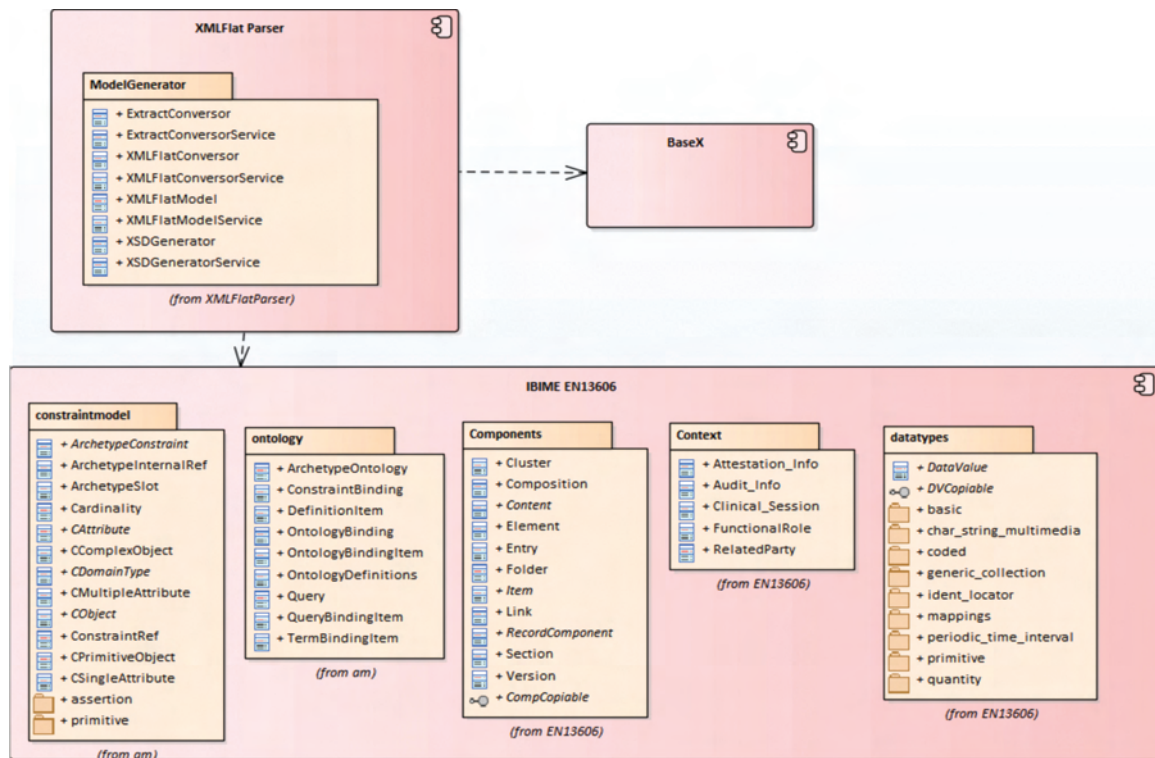 XMLFlat Parser
ModelGenerator
+ ExtractConversor
+ ExtractConversorService
+ XMLFlatConversor
+ XMLFlatConversorService
+ XMLFlatModel
+ XMLFlatModelService
+ XSDGenerator
+ XSDGeneratorService
(from XMLFlatParser)
BaseX
IBIME EN13606
constraintmodel
+ ArchetypeConstraint
+ ArchetypeInternalRef
+ ArchetypeSlot
+ Cardinality
+ CAttribute
+ CComplexObject
+ CDomainType
+ CMultipleAttribute
+ CObject
+ ConstraintRef
+ CPrimitiveObject
+ CSingleAttribute
+ assertion
+ primitive
(from am)
ontology
+ ArchetypeOntology
+ ConstraintBinding
+ DefinitionItem
+ OntologyBinding
+ OntologyBindingItem
+ OntologyDefinitions
+ Query
+ QueryBindingItem
+ TermBindingItem
(from am)
Components
+ Cluster
+ Composition
+ Content
+ Element
+ Entry
+ Folder
+ Item
+ Link
+ RecordComponent
+ Section
+ Version
+ CompCopiable
(from EN13606)
Context
+ Attestation_Info
+ Audit_Info
+ Clinical_Session
+ FunctionalRole
+ RelatedParty
(from EN13606)
datatypes
+ DataValue
+ DVCopiable
+ basic
+ char_string_multimedia
+ coded
+ generic_collection
+ ident_locator
+ mappings
+ periodic_time_interval
+ primitive
+ quantity
(from EN13606)